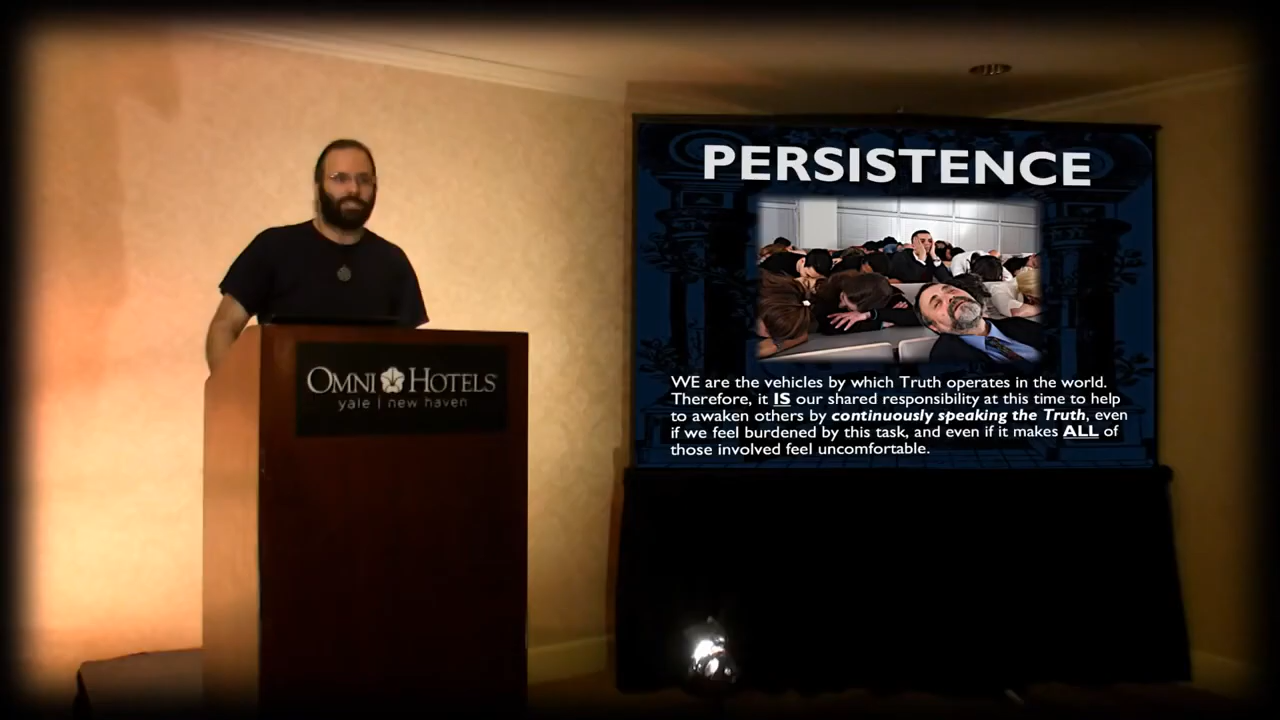 OMNI HOTELS
yale | new haven
PERSISTENCE
WE are the vehicles by which Truth operates in the world.
Therefore, it IS our shared responsibility at this time to help
to awaken others by continuously speaking the Truth, even
if we feel burdened by this task, and even if it makes ALL of
those involved feel uncomfortable.